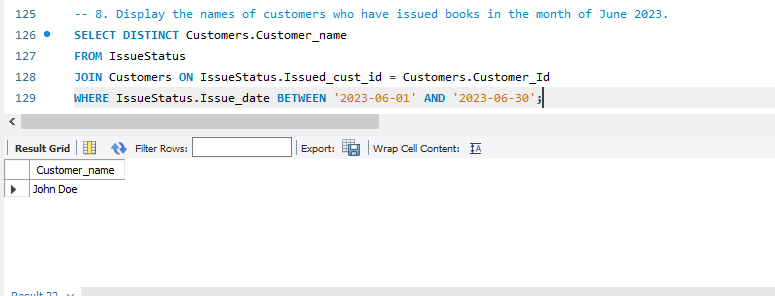 125 -- 8. Display the names of customers who have issued books in the month of June 2023.
126 SELECT DISTINCT Customers.Customer_name
127 FROM IssueStatus
128 JOIN Customers ON IssueStatus.Issued_cust_id = Customers.Customer_Id
129 WHERE IssueStatus.Issue_date BETWEEN '2023-06-01' AND '2023-06-30';
Result Grid Filter Rows: Export: Wrap Cell Content: IA
Customer_name
John Doe